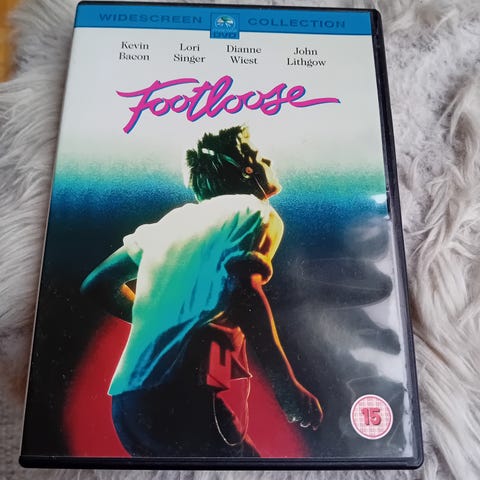 WIDESCREEN DVD COLLECTION
Kevin Bacon
Lori Singer
Dianne Wiest
John Lithgow
Footloose
15